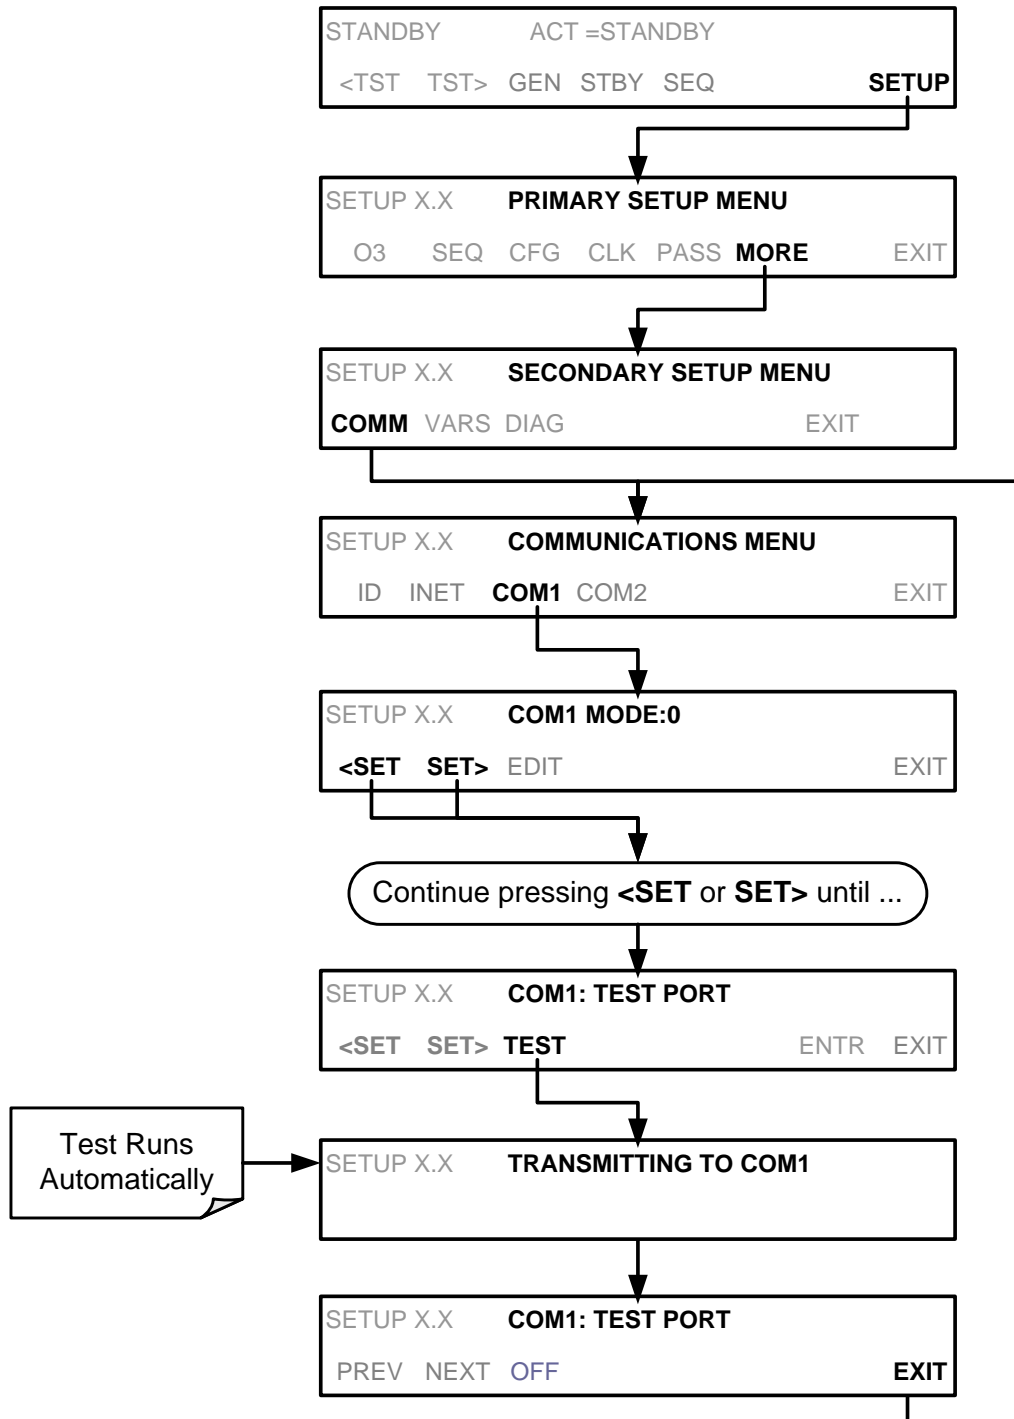 STANDBY ACT =STANDBY
<TST TST> GEN STBY SEQ SETUP
SETUP X.X PRIMARY SETUP MENU
O3 SEQ CFG CLK PASS MORE EXIT
SETUP X.X SECONDARY SETUP MENU
COMM VARS DIAG EXIT
SETUP X.X COMMUNICATIONS MENU
ID INET COM1 COM2 EXIT
SETUP X.X COM1 MODE:0
<SET SET> EDIT EXIT
Continue pressing <SET or SET> until ...
SETUP X.X COM1: TEST PORT
<SET SET> TEST ENTR EXIT
Test Runs
Automatically
SETUP X.X TRANSMITTING TO COM1
SETUP X.X COM1: TEST PORT
PREV NEXT OFF EXIT